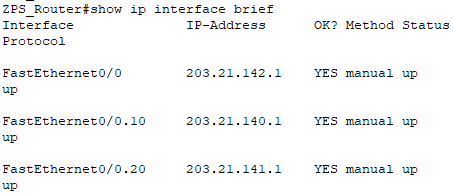 ZPS_Router#show ip interface brief
Interface              IP-Address      OK? Method Status
Protocol
FastEthernet0/0        203.21.142.1    YES manual up
up
FastEthernet0/0.10     203.21.140.1    YES manual up
up
FastEthernet0/0.20     203.21.141.1    YES manual up
up